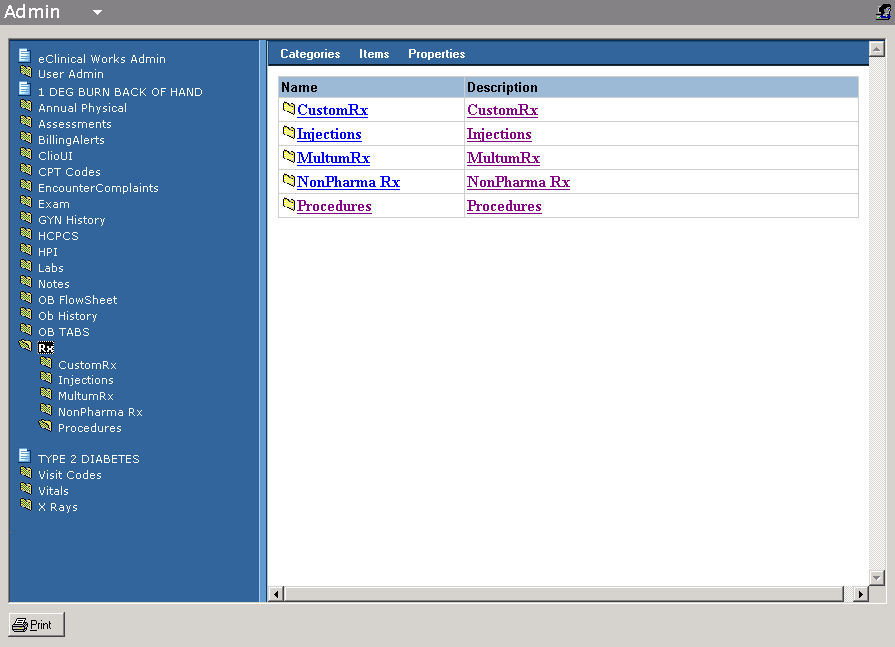 Admin
eClinical Works Admin
User Admin
1 DEG BURN BACK OF HAND
Annual Physical
Assessments
BillingAlerts
ClioUI
CPT Codes
EncounterComplaints
Exam
GYN History
HCPCS
HPI
Labs
Notes
OB FlowSheet
Ob History
OB TABS
Rx
CustomRx
Injections
MultumRx
NonPharma Rx
Procedures
TYPE 2 DIABETES
Visit Codes
Vitals
X Rays
Categories Items Properties
Name Description
CustomRx CustomRx
Injections Injections
MultumRx MultumRx
NonPharma Rx NonPharma Rx
Procedures Procedures
Print